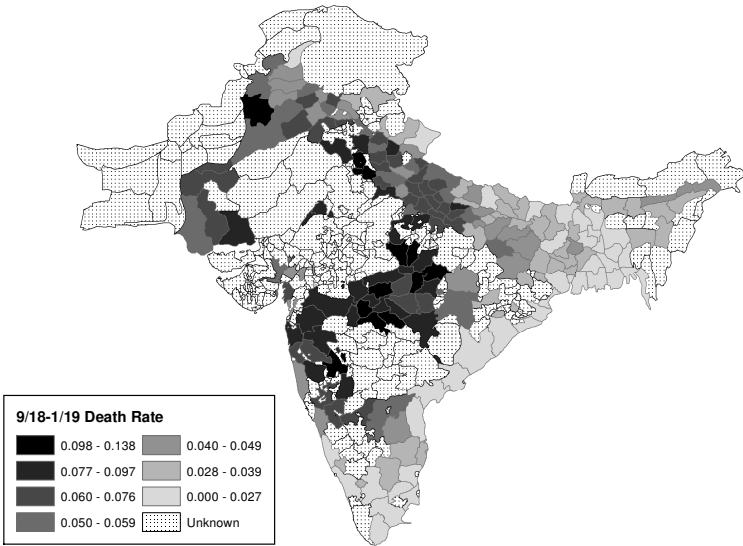 9/18-1/19 Death Rate
0.098 - 0.138 0.040 - 0.049
0.077 - 0.097 0.028 - 0.039
0.060 - 0.076 0.000 - 0.027
0.050 - 0.059 Unknown